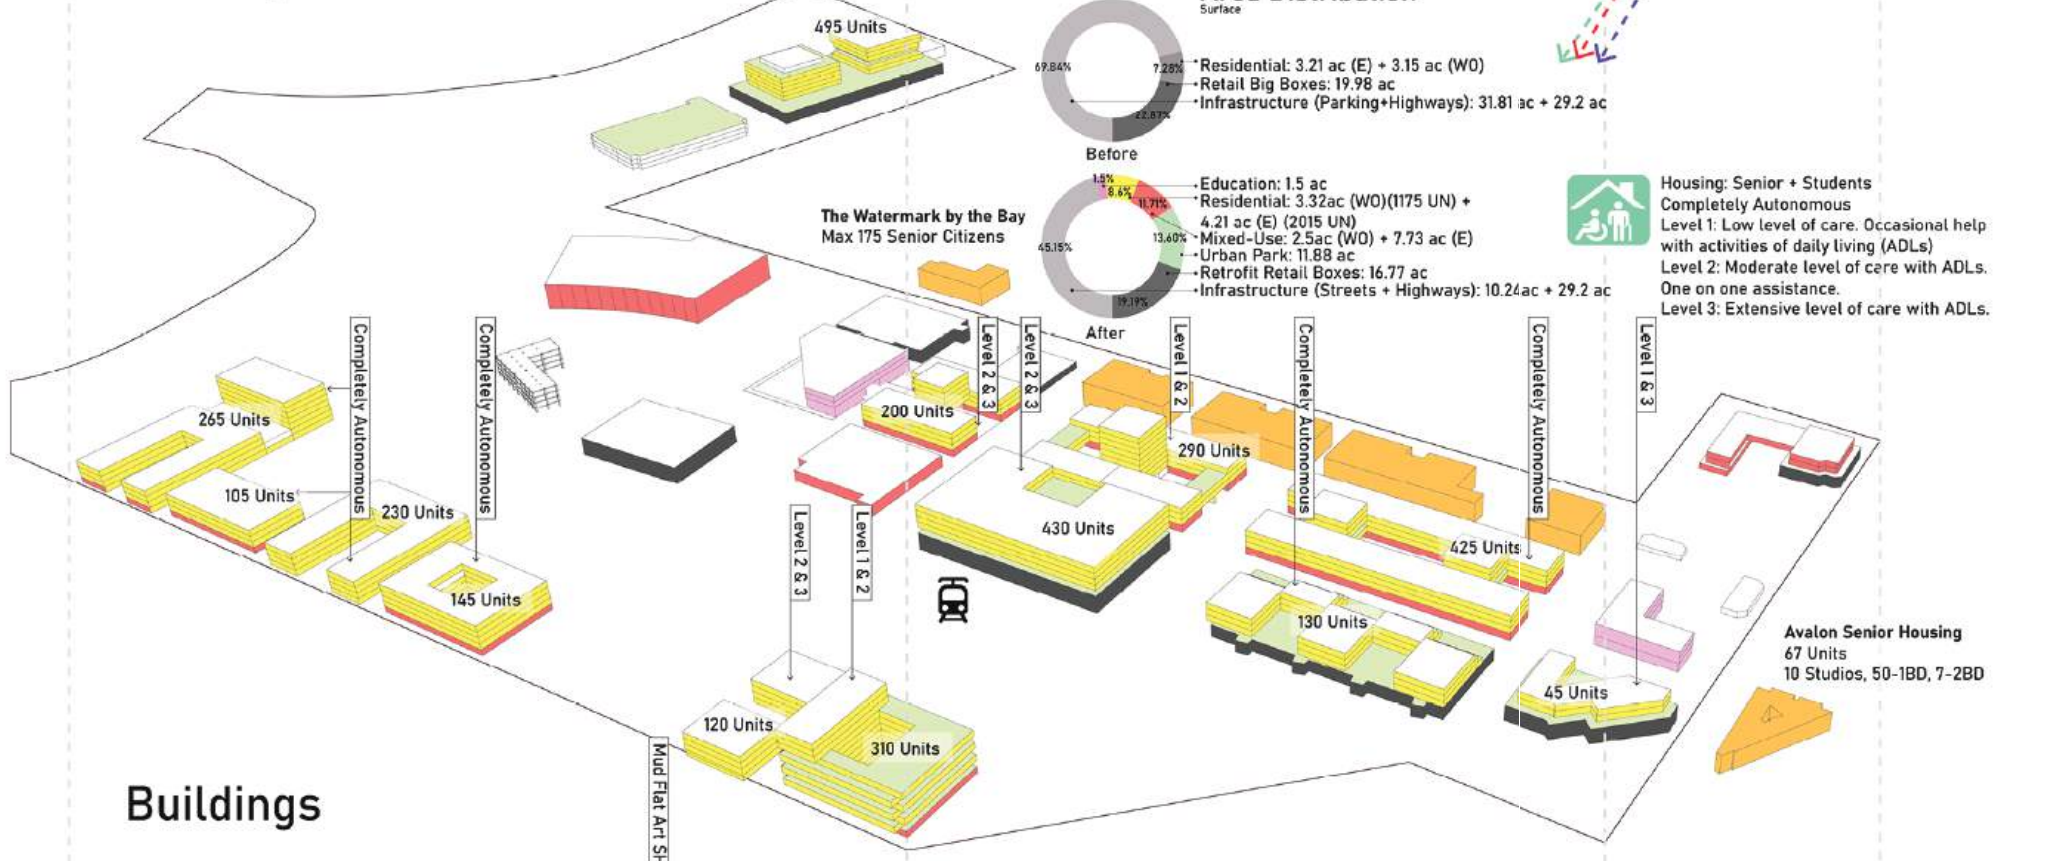 495 Units
Surface
69.84%
7.28%
22.87%
Residential: 3.21 ac (E) + 3.15 ac (WO)
Retail Big Boxes: 19.98 ac
Infrastructure (Parking+Highways): 31.81 ac + 29.2 ac
Before
1.5%
8.6%
11.71%
13.60%
45.15%
19.19%
Education: 1.5 ac
Residential: 3.32ac (WO)(1175 UN) +
4.21 ac (E) (2015 UN)
Mixed-Use: 2.5ac (WO) + 7.73 ac (E)
Urban Park: 11.88 ac
Retrofit Retail Boxes: 16.77 ac
Infrastructure (Streets + Highways): 10.24ac + 29.2 ac
After
Housing: Senior + Students
Completely Autonomous
Level 1: Low level of care. Occasional help
with activities of daily living (ADLs)
Level 2: Moderate level of care with ADLs.
One on one assistance.
Level 3: Extensive level of care with ADLs.
The Watermark by the Bay
Max 175 Senior Citizens
Completely Autonomous
Completely Autonomous
Level 2 & 3
Level 2 & 3
Level 1 & 2
Completely Autonomous
Completely Autonomous
Level 1 & 3
265 Units
105 Units
230 Units
145 Units
200 Units
290 Units
430 Units
425 Units
130 Units
45 Units
Level 2 & 3
Level 1 & 2
120 Units
310 Units
Avalon Senior Housing
67 Units
10 Studios, 50-1BD, 7-2BD
Mud Flat Art
Buildings